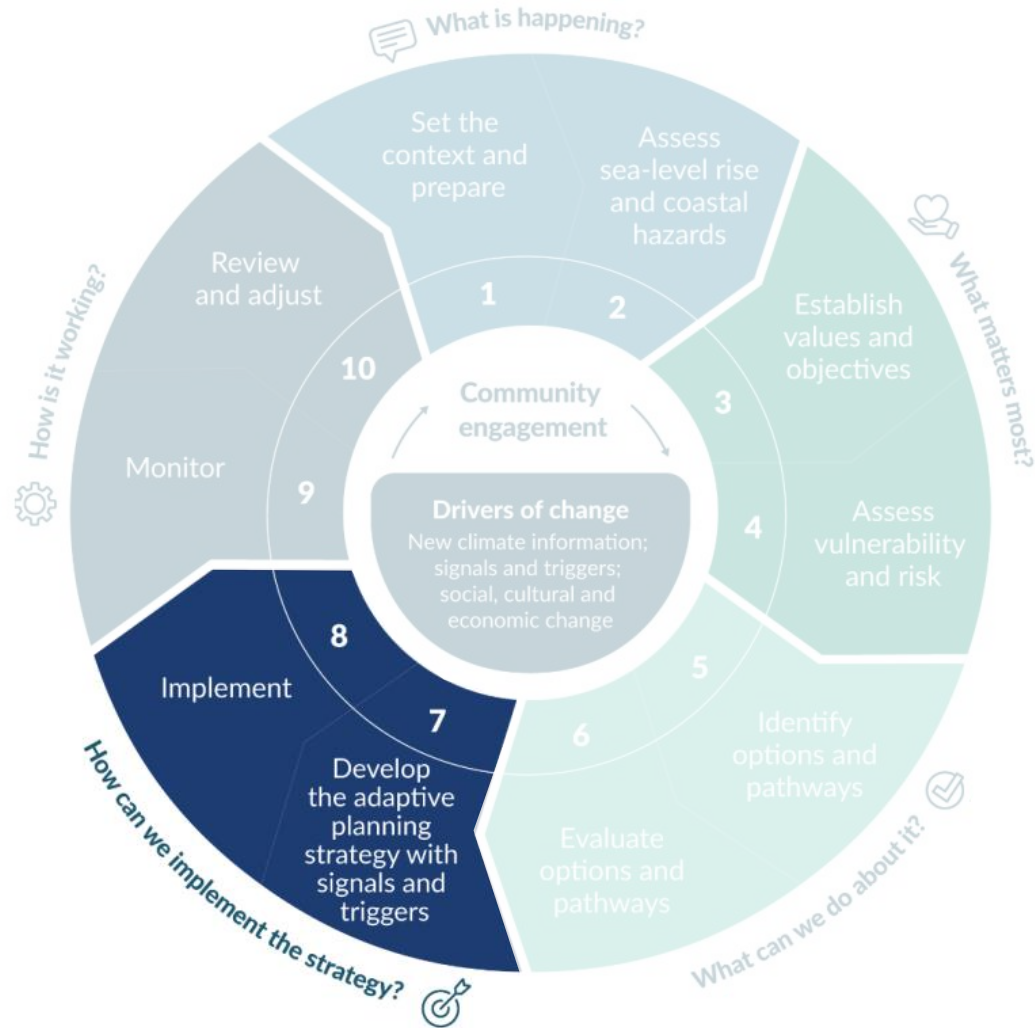 What is happening?
Set the
context and
prepare
1
Assess
sea-level rise
and coastal
hazards
2
What matters most?
Establish
values and
objectives
3
Assess
vulnerability
and risk
4
What can we do about it?
Identify
options and
pathways
5
Evaluate
options and
pathways
6
How can we implement the strategy?
Develop
the adaptive
planning
strategy with
signals and
triggers
7
Implement
8
How is it working?
Monitor
9
Review
and adjust
10
Community
engagement
Drivers of change
New climate information;
signals and triggers;
social, cultural and
economic change